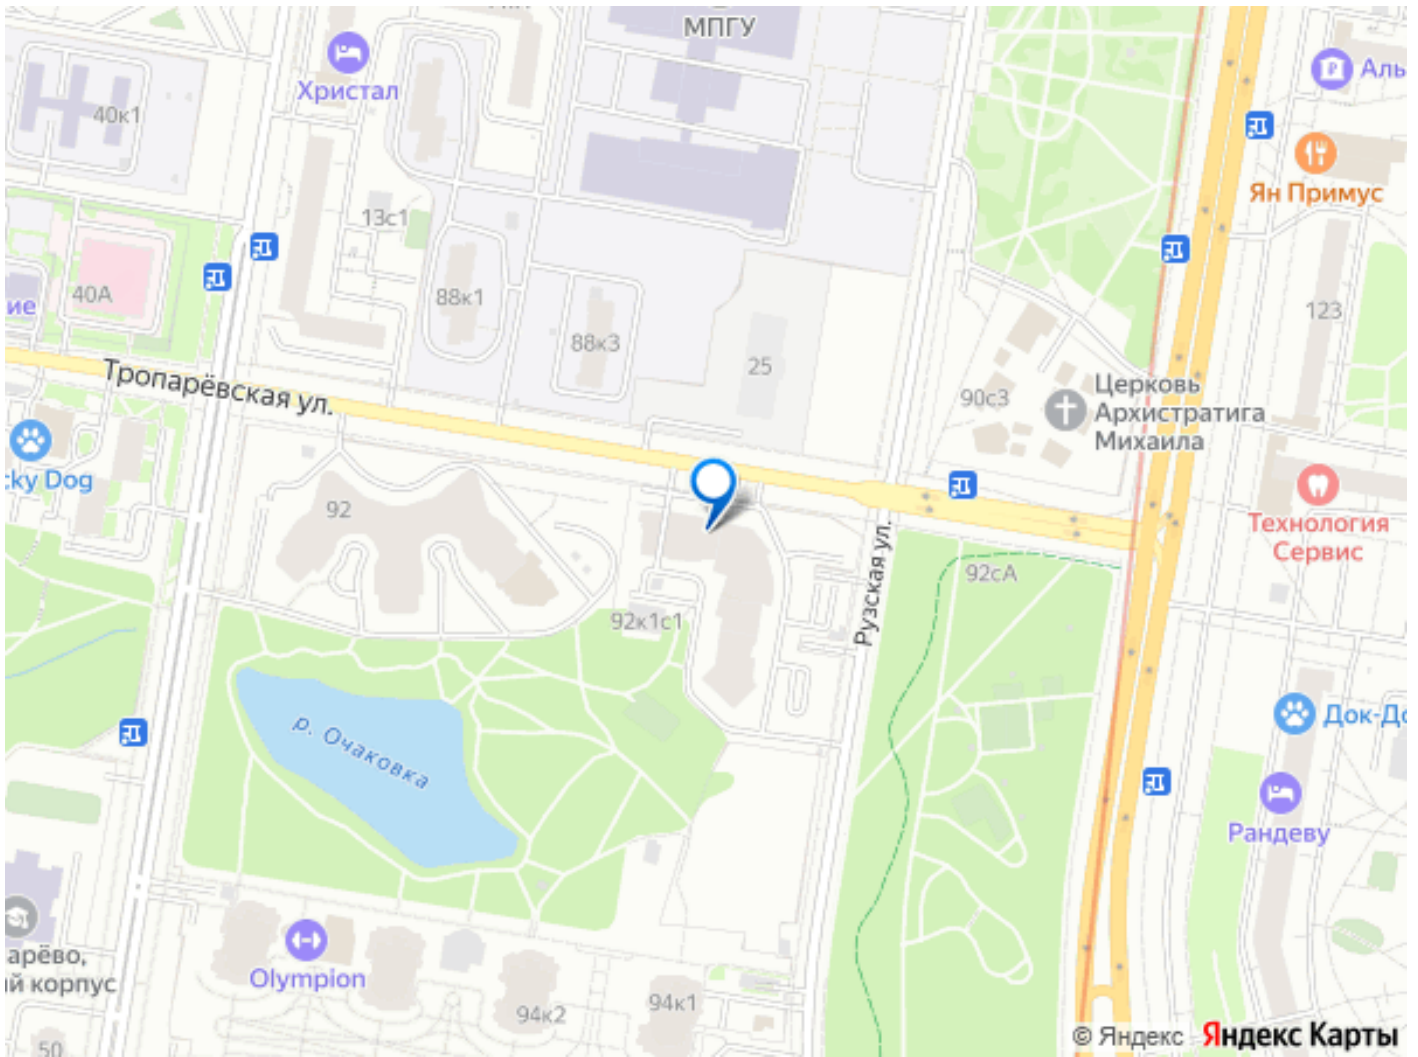 МПГУ
Христал
Аль
40к1
Ян Примус
13с1
40А
ие
88к1
88к3
25
123
Тропарёвская ул.
90с3
Церковь
Архистратига
Михаила
cky Dog
92
Технология
Сервис
92сА
Рузская ул.
92к1с1
р. Очаковка
Док-До
Рандеву
арёво,
й корпус
Olympion
94к2
94к1
50
© Яндекс Яндекс Карты